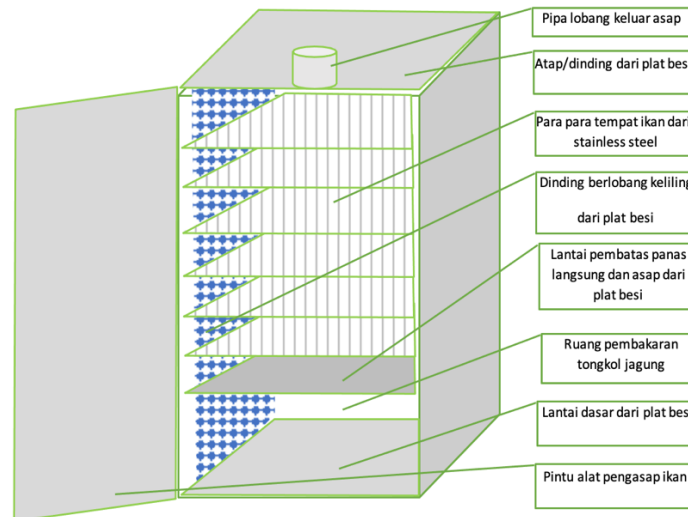 Pipa lobang keluar asap
Atap/dinding dari plat besi
Para para tempat ikan dari
stainless steel
Dinding berlobang keliling
dari plat besi
Lantai pembatas panas
langsung dan asap dari
plat besi
Ruang pembakaran
tongkol jagung
Lantai dasar dari plat besi
Pintu alat pengasap ikan